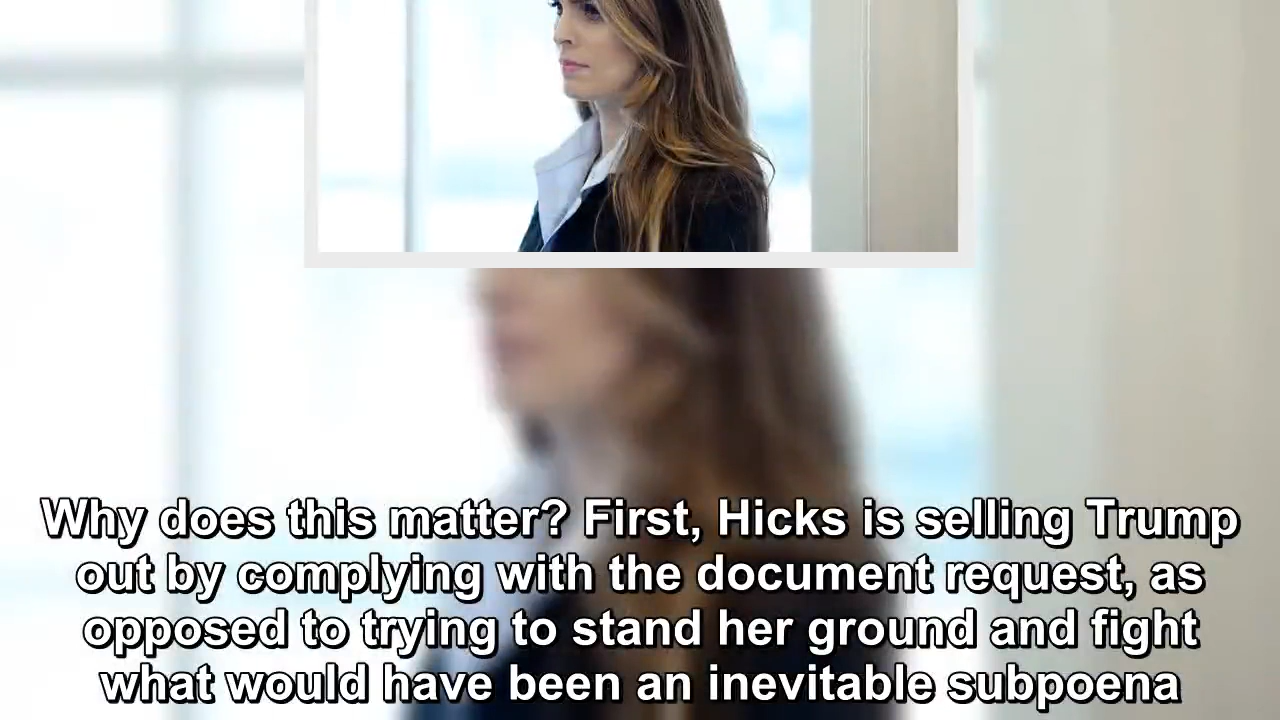 Why does this matter? First, Hicks is selling Trump
out by complying with the document request, as
opposed to trying to stand her ground and fight
what would have been an inevitable subpoena